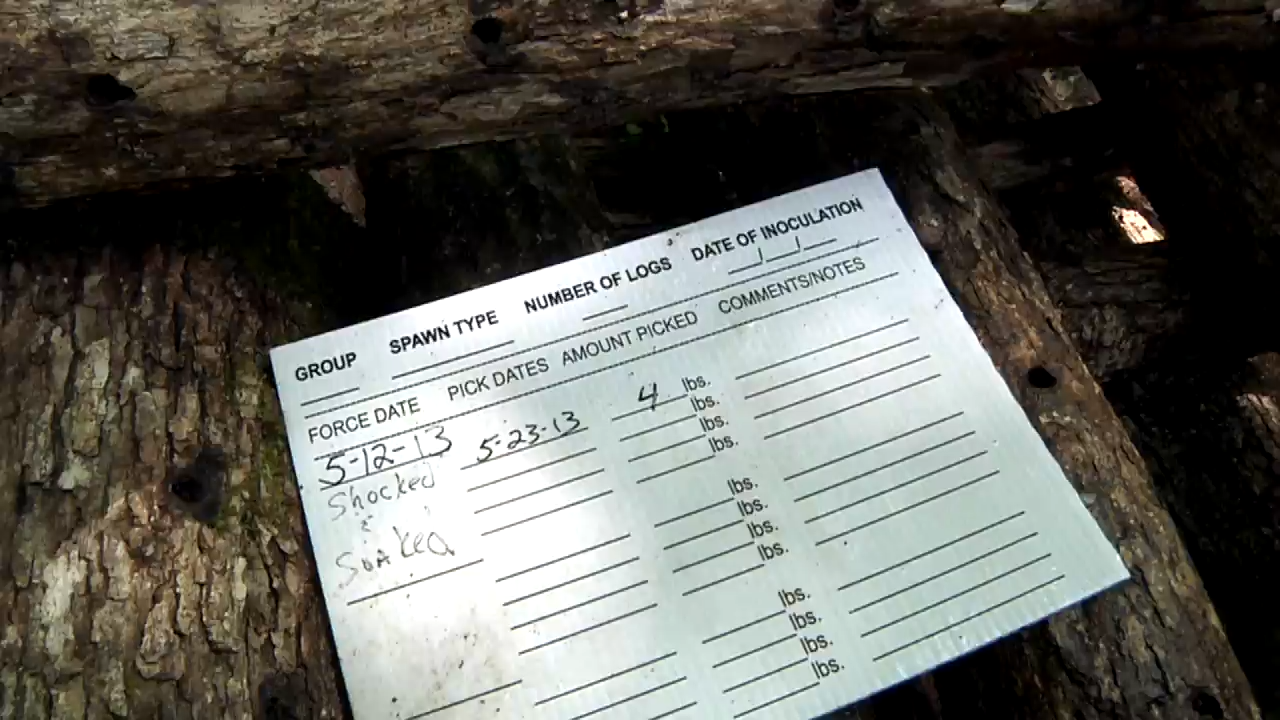 GROUP SPAWN TYPE NUMBER OF LOGS DATE OF INOCULATION
/ /
FORCE DATE PICK DATES AMOUNT PICKED COMMENTS/NOTES
5-12-13 5-23-13 4 lbs.
Shocked lbs.
& lbs.
Soaked lbs.
lbs.
lbs.
lbs.
lbs.
lbs.
lbs.
lbs.
lbs.